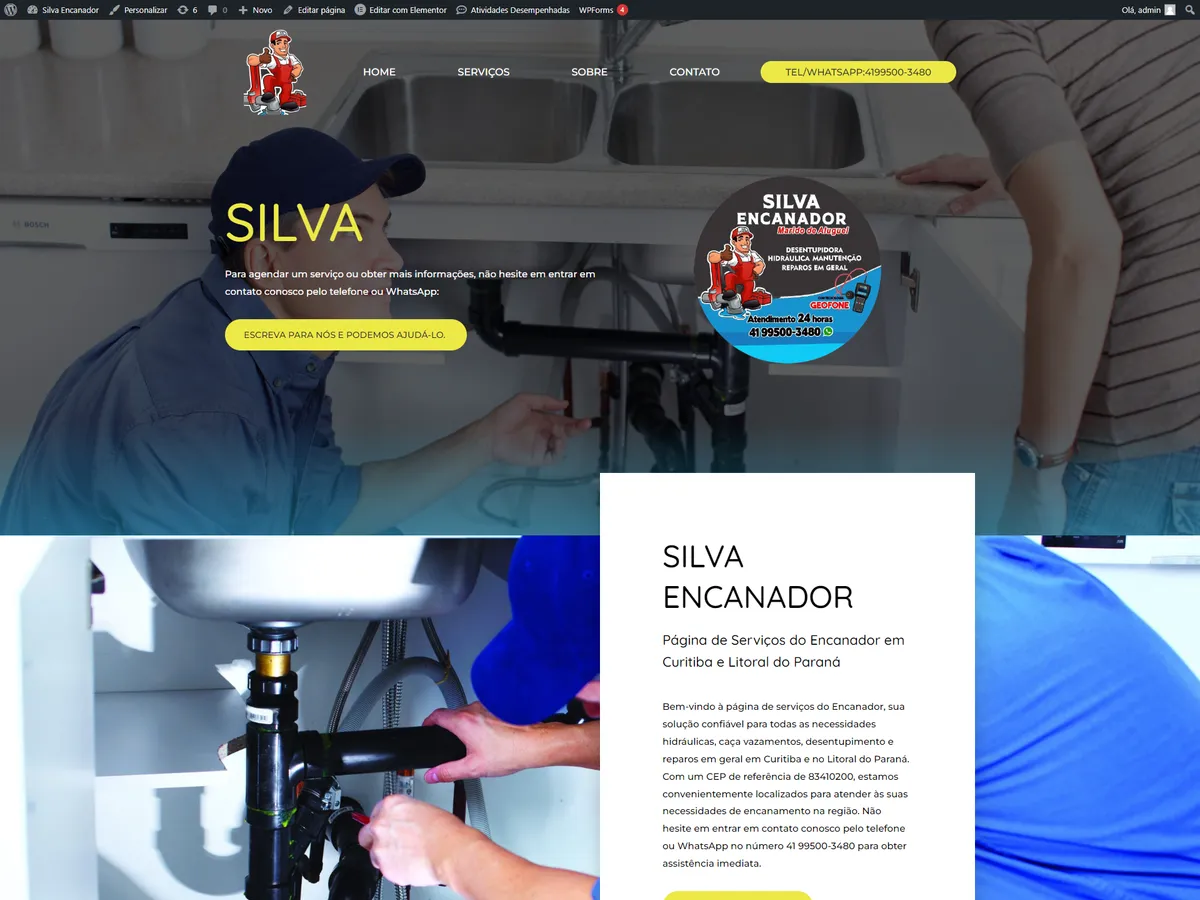 Silva Encanador
Personalizar
6
0
Novo
Editar página
Editar com Elementor
Atividades Desempenhadas
WPForms 4
Olá, admin
HOME
SERVIÇOS
SOBRE
CONTATO
TEL/WHATSAPP:4199500-3480
BOSCH
SILVA
Para agendar um serviço ou obter mais informações, não hesite em entrar em
contato conosco pelo telefone ou WhatsApp:
ESCREVA PARA NÓS E PODEMOS AJUDÁ-LO.
SILVA
ENCANADOR
Marido de Aluguel
DESENTUPIDORA
HIDRÁULICA MANUTENÇÃO
REPAROS EM GERAL
GEOFONE
Atendimento 24 horas
41 99500-3480
SILVA
ENCANADOR
Página de Serviços do Encanador em
Curitiba e Litoral do Paraná
Bem-vindo à página de serviços do Encanador, sua
solução confiável para todas as necessidades
hidráulicas, caça vazamentos, desentupimento e
reparos em geral em Curitiba e no Litoral do Paraná.
Com um CEP de referência de 83410200, estamos
convenientemente localizados para atender às suas
necessidades de encanamento na região. Não
hesite em entrar em contato conosco pelo telefone
ou WhatsApp no número 41 99500-3480 para obter
assistência imediata.